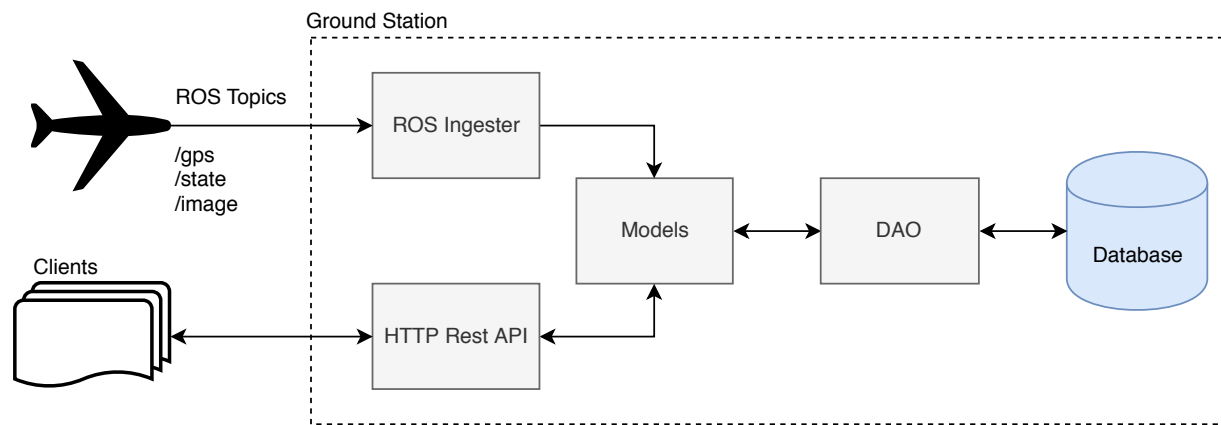 Ground Station
ROS Topics
/gps
/state
/image
ROS Ingester
Models
DAO
Database
Clients
HTTP Rest API